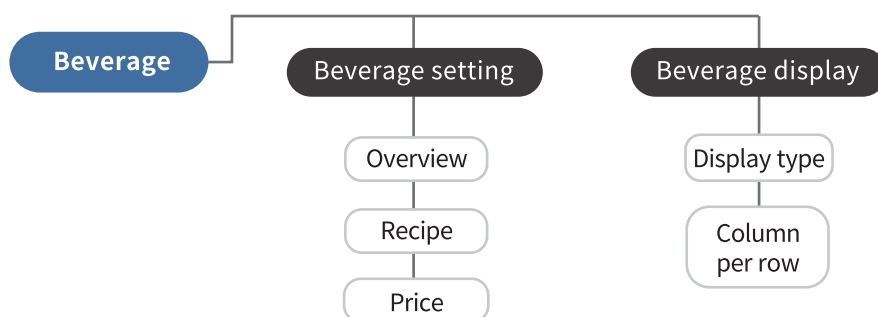 Beverage
Beverage setting
Overview
Recipe
Price
Beverage display
Display type
Column
per row